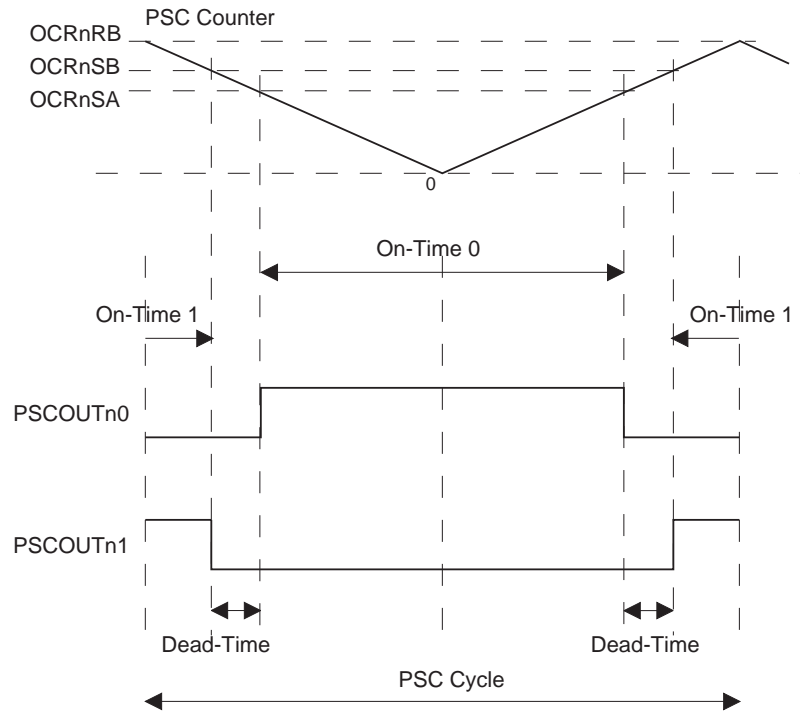 PSC Counter
OCRnRB
OCRnSB
OCRnSA
0
On-Time 0
On-Time 1
On-Time 1
PSCOUTn0
PSCOUTn1
Dead-Time
Dead-Time
PSC Cycle